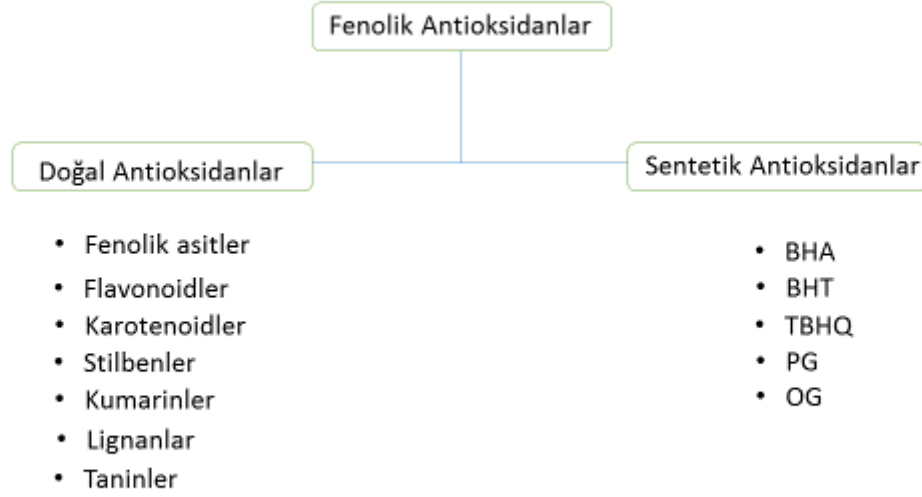 Fenolik Antioksidanlar
Doğal Antioksidanlar
• Fenolik asitler
• Flavonoidler
• Karotenoidler
• Stilbenler
• Kumarinler
• Lignanlar
• Taninler
Sentetik Antioksidanlar
• BHA
• BHT
• TBHQ
• PG
• OG